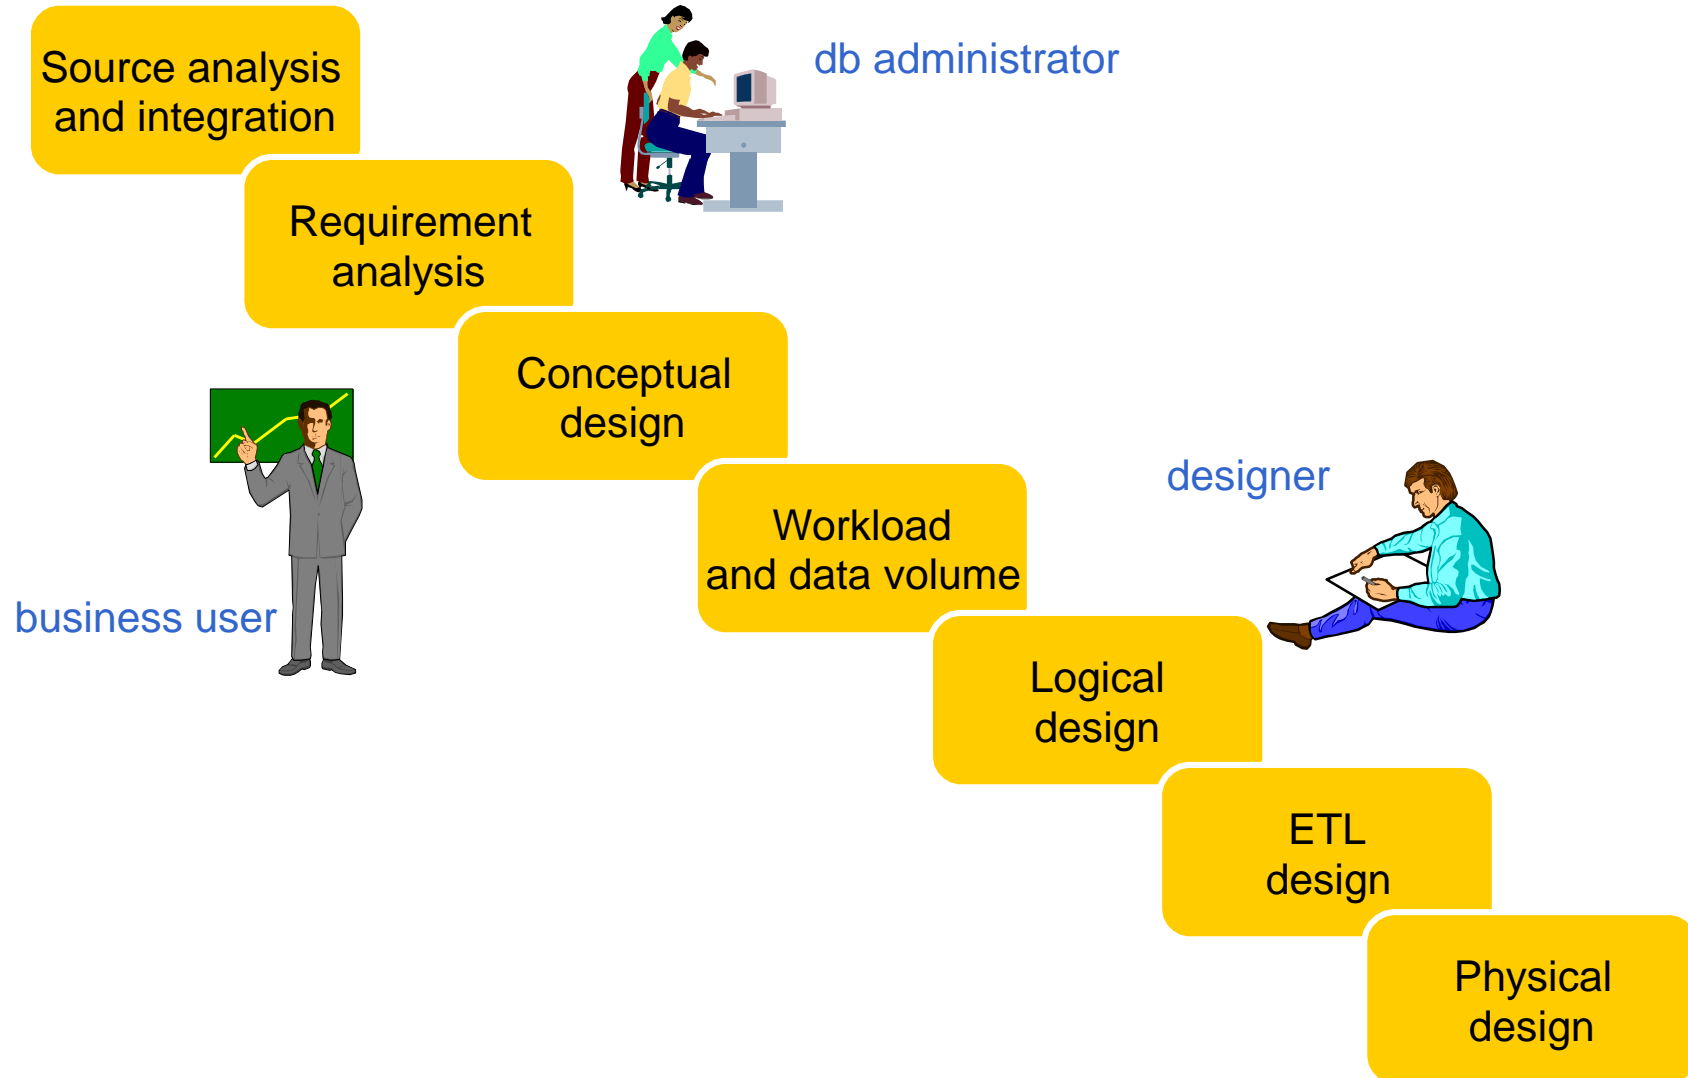 Source analysis
and integration
db administrator
Requirement
analysis
Conceptual
design
business user
Workload
and data volume
designer
Logical
design
ETL
design
Physical
design